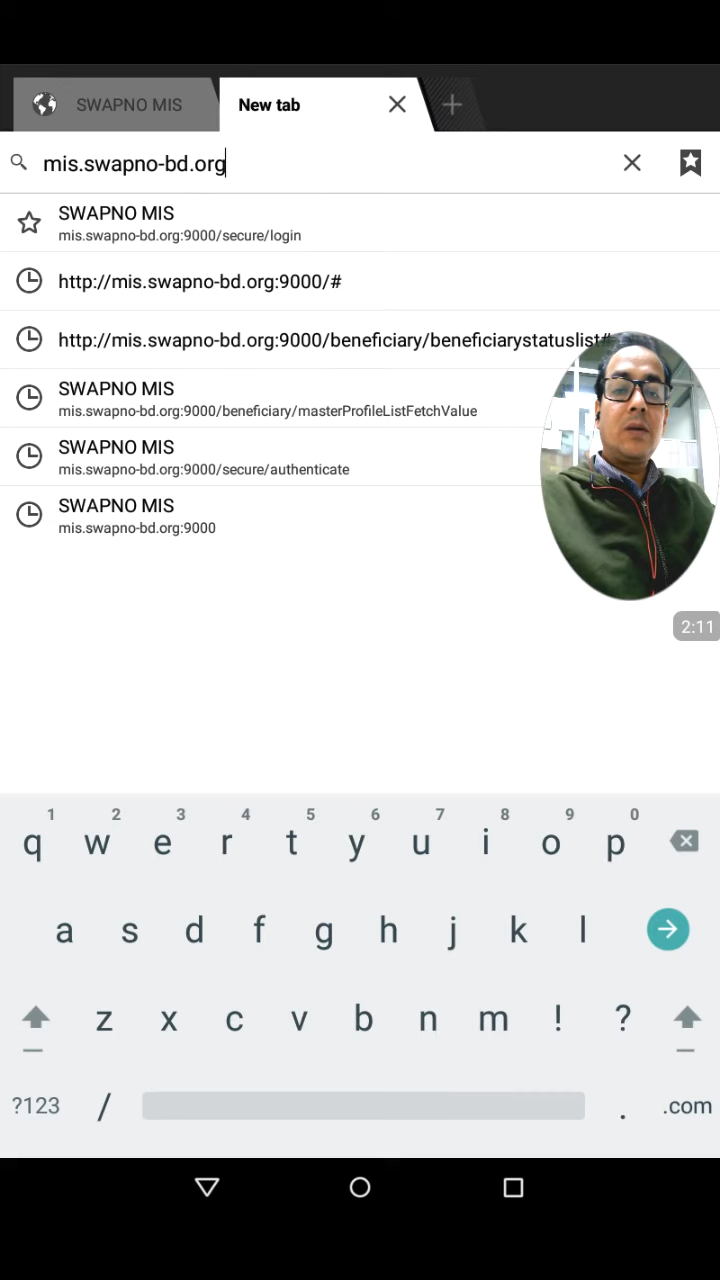 SWAPNO MIS
New tab
mis.swapno-bd.org
SWAPNO MIS
mis.swapno-bd.org:9000/secure/login
http://mis.swapno-bd.org:9000/#
http://mis.swapno-bd.org:9000/beneficiary/beneficiarystatuslist#
SWAPNO MIS
mis.swapno-bd.org:9000/beneficiary/masterProfileListFetchValue
SWAPNO MIS
mis.swapno-bd.org:9000/secure/authenticate
SWAPNO MIS
mis.swapno-bd.org:9000
2:11
1 2 3 4 5 6 7 8 9 0
q w e r t y u i o p
a s d f g h j k l
z x c v b n m ! ?
?123 / . .com